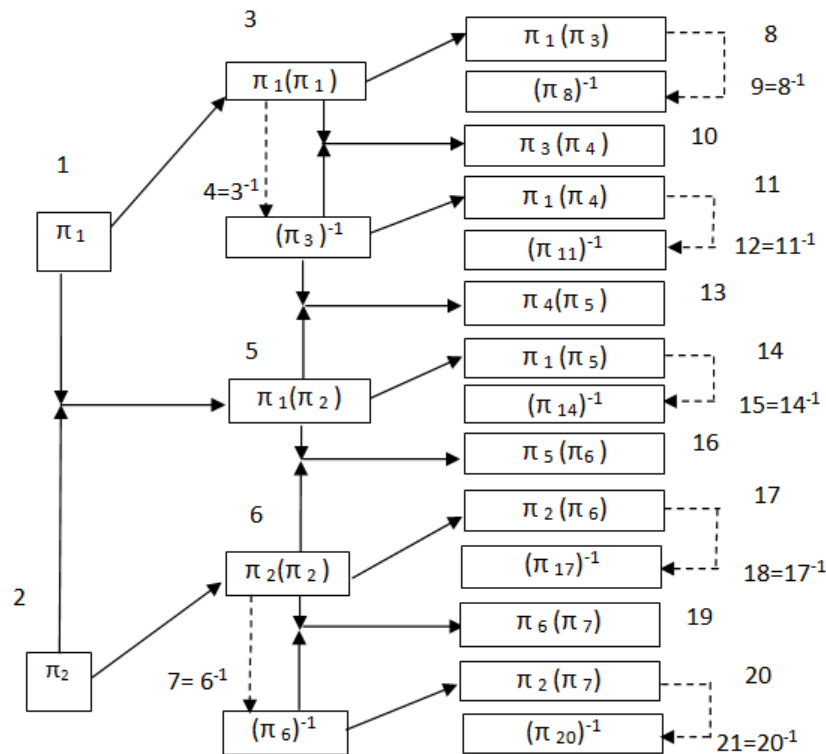 3
π 1 (π 3) 8
π 1(π 1)
(π 8)-1 9=8-1
π 3 (π 4) 10
1
4=3-1
π 1 (π 4) 11
π 1
(π 3)-1
(π 11)-1 12=11-1
π 4(π 5) 13
5
π 1 (π 5) 14
π 1(π 2)
(π 14)-1 15=14-1
π 5 (π6) 16
6
π 2 (π 6) 17
π 2(π 2)
(π 17)-1 18=17-1
2
π 6 (π 7) 19
π2
7= 6-1
π 2 (π 7) 20
(π 6)-1
(π 20)-1 21=20-1